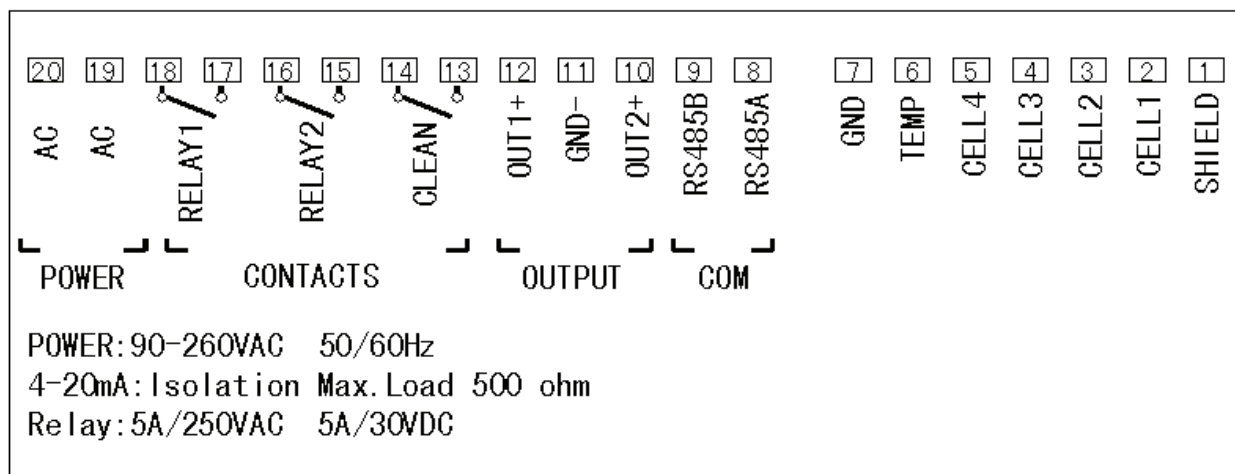 20 19 18 17 16 15 14 13 12 11 10 9 8 7 6 5 4 3 2 1
AC AC RELAY1 RELAY2 CLEAN OUT1+ GND- OUT2+ RS485B RS485A GND TEMP CELL4 CELL3 CELL2 CELL1 SHIELD
POWER CONTACTS OUTPUT COM
POWER:90-260VAC 50/60Hz
4-20mA:Isolation Max.Load 500 ohm
Relay:5A/250VAC 5A/30VDC